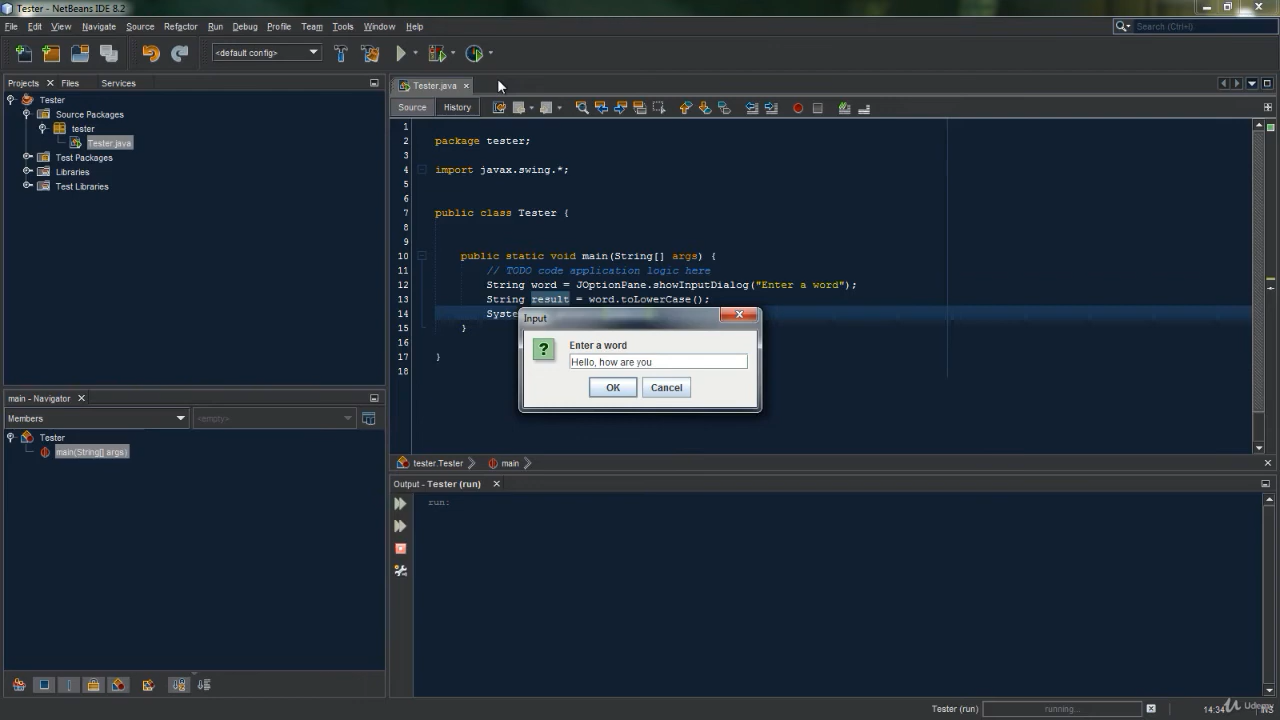 Tester - NetBeans IDE 8.2
File Edit View Navigate Source Refactor Run Debug Profile Team Tools Window Help
Search (Ctrl+I)
<default config>
Projects Files Services
Tester.java
Source History
Tester
Source Packages
tester
Tester.java
Test Packages
Libraries
Test Libraries
1
2 package tester;
3
4 import javax.swing.*;
5
6
7 public class Tester {
8
9
10 public static void main(String[] args) {
11 // TODO code application logic here
12 String word = JOptionPane.showInputDialog("Enter a word");
13 String result = word.toLowerCase();
14 Syste
15 }
16
17 }
18
Input
Enter a word
Hello, how are you
OK Cancel
main - Navigator
Members <empty>
Tester
main(String[] args)
tester.Tester main
Output - Tester (run)
run:
Tester (run) running...
14:34
Udemy